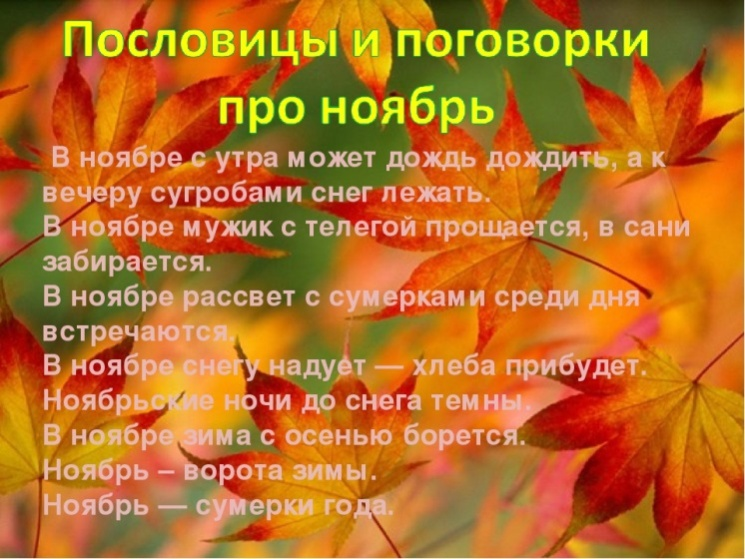 Пословицы и поговорки
про ноябрь
В ноябре с утра может дождь дождить, а к
вечеру сугробами снег лежать.
В ноябре мужик с телегой прощается, в сани
забирается.
В ноябре рассвет с сумерками среди дня
встречаются.
В ноябре снегу надует — хлеба прибудет.
Ноябрьские ночи до снега темны.
В ноябре зима с осенью борется.
Ноябрь – ворота зимы.
Ноябрь — сумерки года.